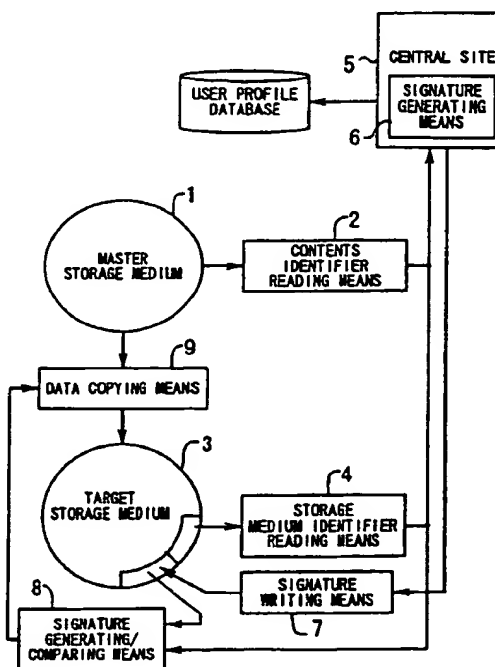 5
CENTRAL SITE
USER PROFILE
DATABASE
SIGNATURE
GENERATING
MEANS
6
1
MASTER
STORAGE MEDIUM
2
CONTENTS
IDENTIFIER
READING MEANS
9
DATA COPYING MEANS
3
TARGET
STORAGE MEDIUM
4
STORAGE
MEDIUM IDENTIFIER
READING MEANS
SIGNATURE
WRITING MEANS
7
8
SIGNATURE
GENERATING/
COMPARING MEANS